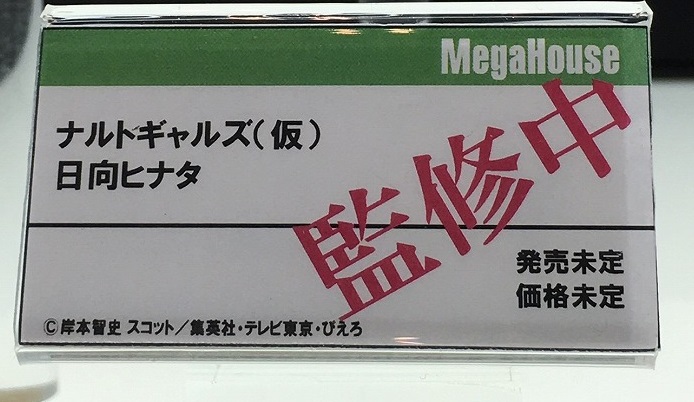 MegaHouse
ナルトギャルズ(仮)
日向ヒナタ
監修中
発売未定
価格未定
©岸本智史 スコット／集英社・テレビ東京・ぴえろ